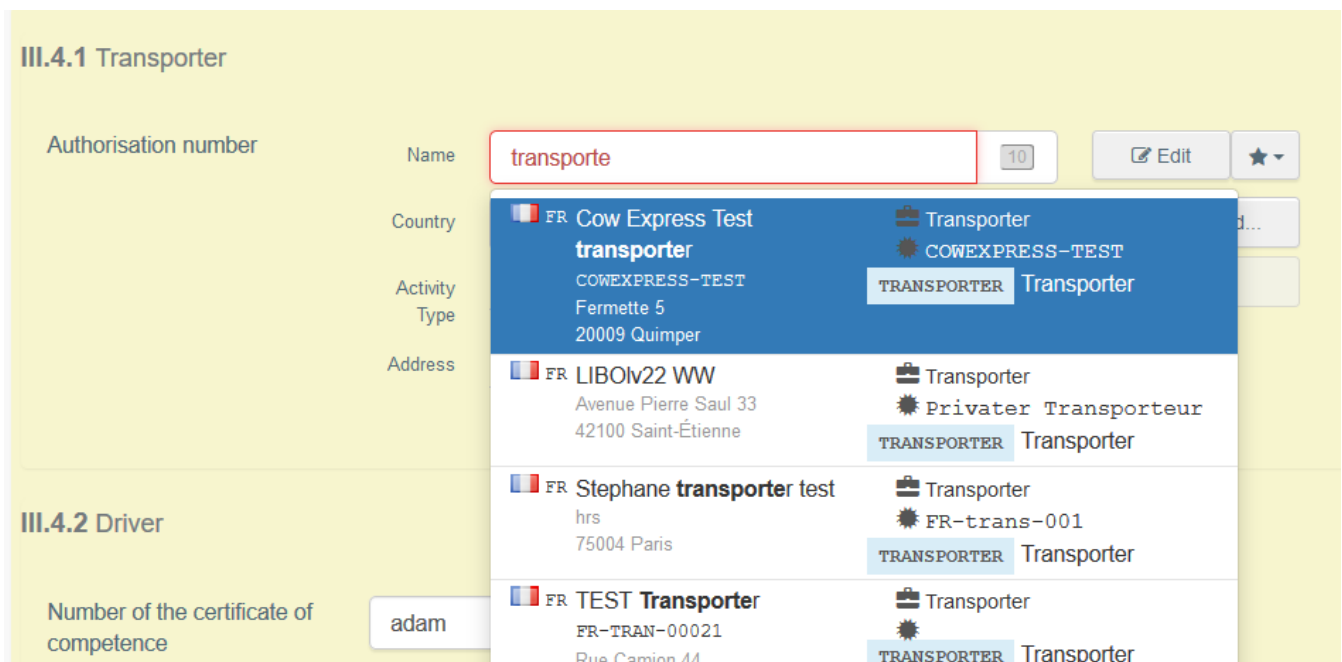 III.4.1 Transporter
Authorisation number
Name
transporte
10
Edit
Country
d...
Activity
Type
Address
FR Cow Express Test
transporter
COWEXPRESS-TEST
Fermette 5
20009 Quimper
Transporter
COWEXPRESS-TEST
TRANSPORTER Transporter
FR LIBOlv22 WW
Avenue Pierre Saul 33
42100 Saint-Étienne
Transporter
Privater Transporteur
TRANSPORTER Transporter
FR Stephane transporter test
hrs
75004 Paris
Transporter
FR-trans-001
TRANSPORTER Transporter
FR TEST Transporter
FR-TRAN-00021
Rue Camion 44
Transporter
TRANSPORTER Transporter
III.4.2 Driver
Number of the certificate of
competence
adam